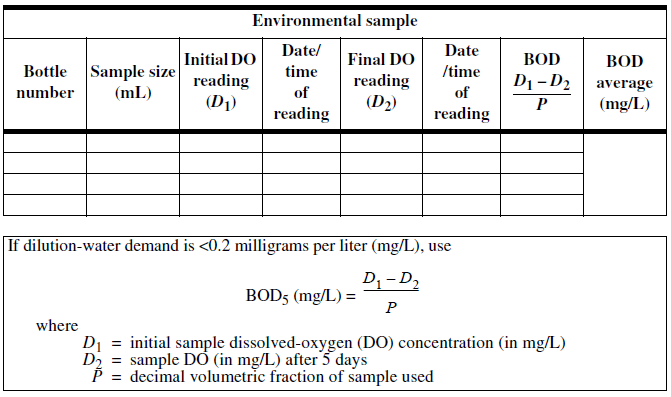 Environmental sample
Bottle number
Sample size (mL)
Initial DO reading (D₁)
Date/ time of reading
Final DO reading (D₂)
Date /time of reading
BOD D₁ – D₂ / P
BOD average (mg/L)
If dilution-water demand is <0.2 milligrams per liter (mg/L), use
BOD₅ (mg/L) = D₁ – D₂ / P
where
D₁ = initial sample dissolved-oxygen (DO) concentration (in mg/L)
D₂ = sample DO (in mg/L) after 5 days
P = decimal volumetric fraction of sample used